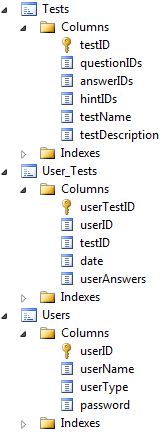 Tests
Columns
testID
questionIDs
answerIDs
hintIDs
testName
testDescription
Indexes
User_Tests
Columns
userTestID
userID
testID
date
userAnswers
Indexes
Users
Columns
userID
userName
userType
password
Indexes